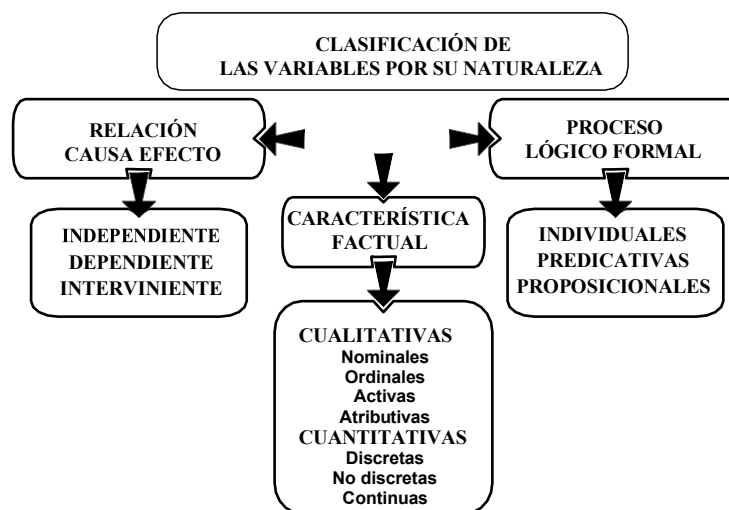 CLASIFICACIÓN DE
LAS VARIABLES POR SU NATURALEZA
RELACIÓN
CAUSA EFECTO
PROCESO
LÓGICO FORMAL
INDEPENDIENTE
DEPENDIENTE
INTERVINIENTE
CARACTERÍSTICA
FACTUAL
INDIVIDUALES
PREDICATIVAS
PROPOSICIONALES
CUALITATIVAS
Nominales
Ordinales
Activas
Atributivas
CUANTITATIVAS
Discretas
No discretas
Continuas